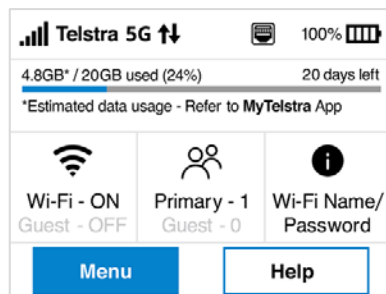 Telstra 5G 100%
4.8GB* / 20GB used (24%) 20 days left
*Estimated data usage - Refer to MyTelstra App
Wi-Fi - ON Primary - 1 Wi-Fi Name/
Guest - OFF Guest - 0 Password
Menu Help